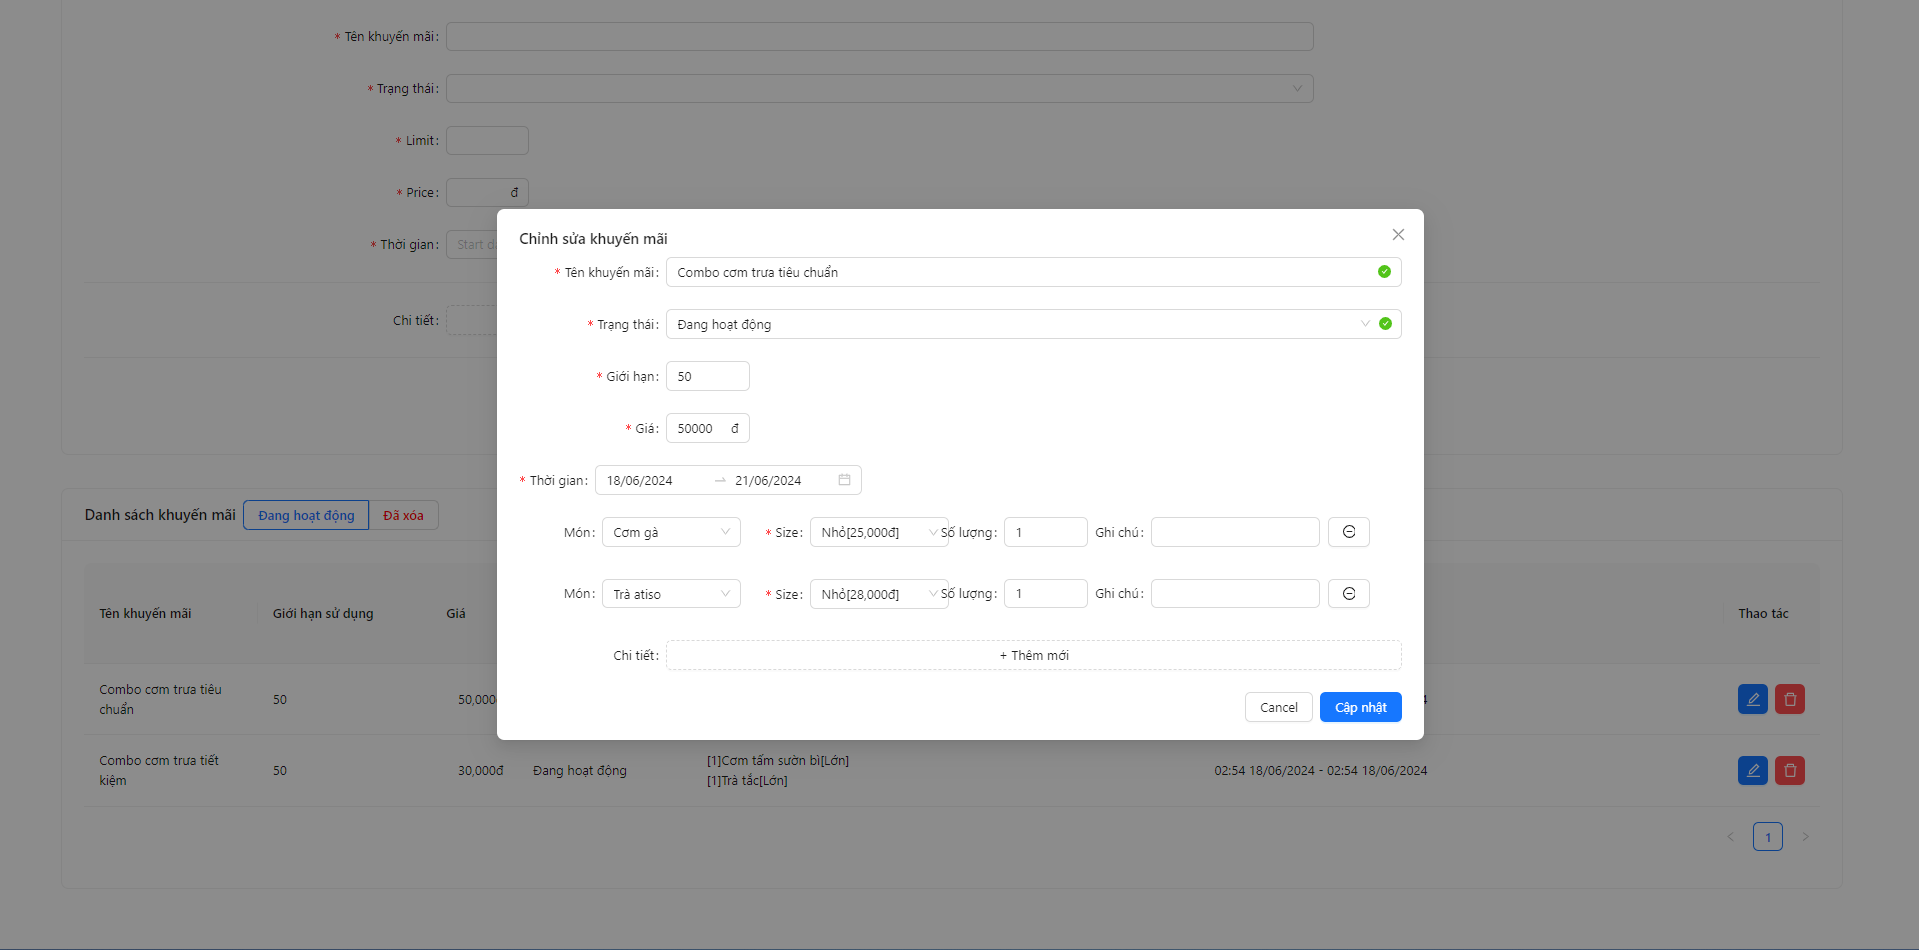 * Tên khuyến mãi:
* Trạng thái:
* Limit:
* Price: đ
* Thời gian: Start da
Chi tiết:
Chỉnh sửa khuyến mãi
* Tên khuyến mãi: Combo cơm trưa tiêu chuẩn
* Trạng thái: Đang hoạt động
* Giới hạn: 50
* Giá: 50000 đ
* Thời gian: 18/06/2024 → 21/06/2024
Món: Cơm gà * Size: Nhỏ[25,000đ] Số lượng: 1 Ghi chú:
Món: Trà atiso * Size: Nhỏ[28,000đ] Số lượng: 1 Ghi chú:
Chi tiết: + Thêm mới
Cancel Cập nhật
Danh sách khuyến mãi Đang hoạt động Đã xóa
Tên khuyến mãi Giới hạn sử dụng Giá Thao tác
Combo cơm trưa tiêu
chuẩn
50 50,000đ 4
Combo cơm trưa tiết
kiệm
50 30,000đ Đang hoạt động
[1]Cơm tấm sườn bì[Lớn]
[1]Trà tắc[Lớn]
02:54 18/06/2024 - 02:54 18/06/2024
< 1 >